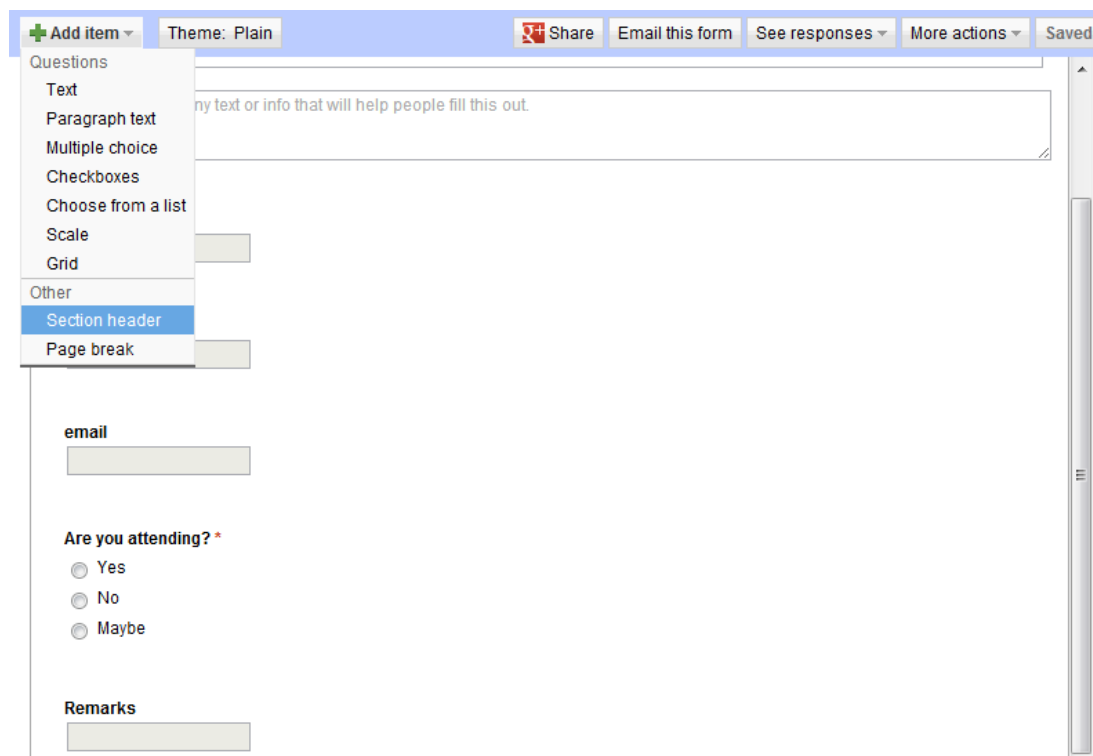 Add item Theme: Plain Share Email this form See responses More actions Saved
Questions
Text
ny text or info that will help people fill this out.
Paragraph text
Multiple choice
Checkboxes
Choose from a list
Scale
Grid
Other
Section header
Page break
email
Are you attending? *
Yes
No
Maybe
Remarks